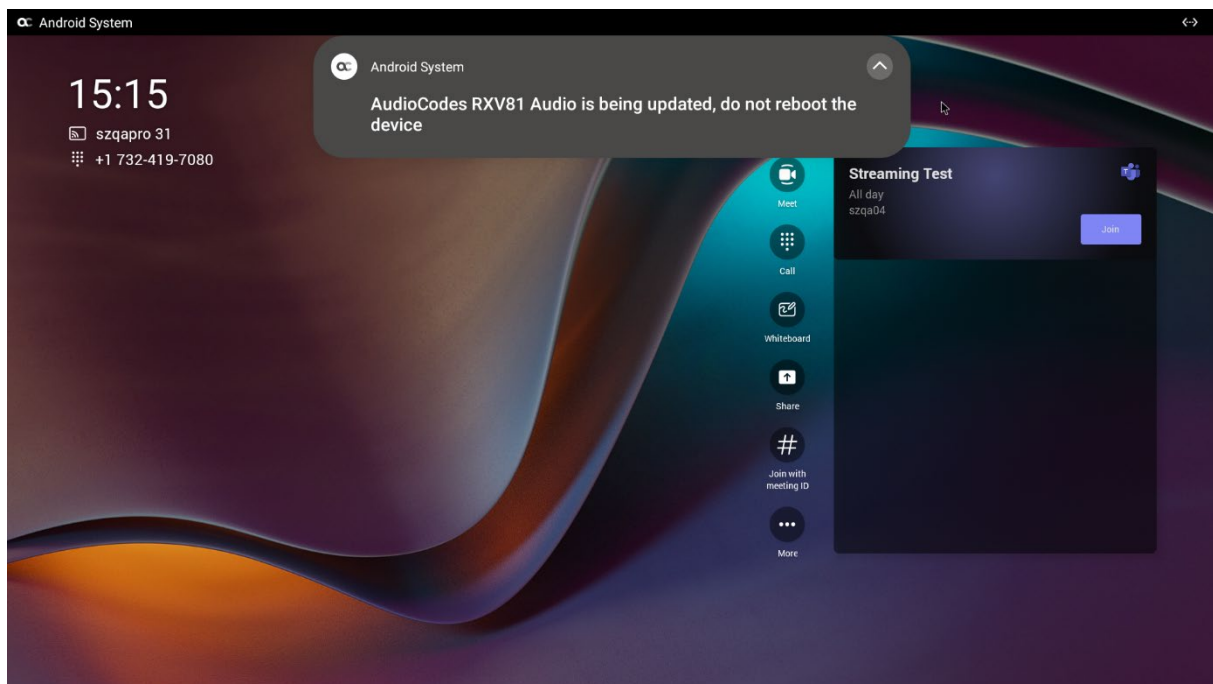 Android System
Android System
AudioCodes RXV81 Audio is being updated, do not reboot the
device
15:15
szqapro 31
+1 732-419-7080
Meet
Call
Whiteboard
Share
#
Join with
meeting ID
More
Streaming Test
All day
szqa04
Join